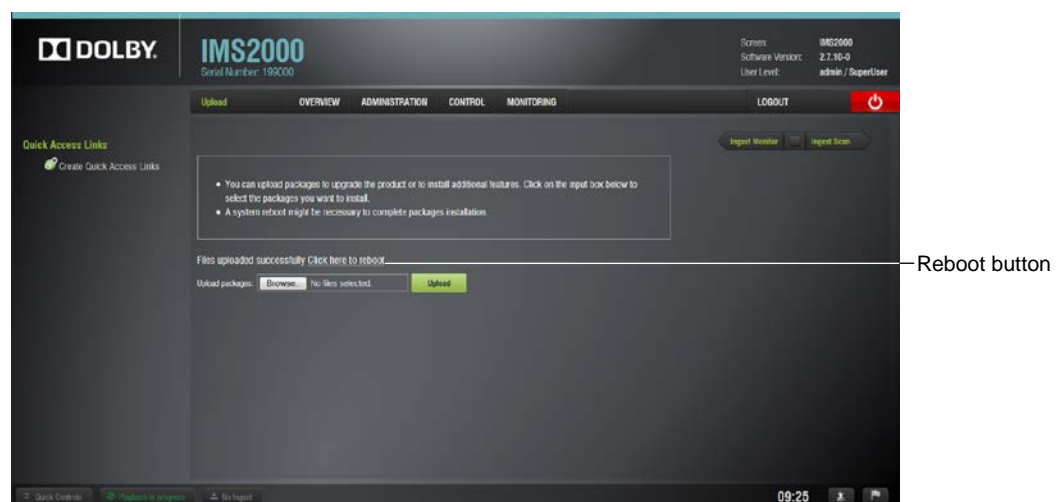 DOLBY.
IMS2000
Serial Number: 199000
Screen: IMS2000
Software Version: 2.7.10-0
User Level: admin / SuperUser
Upload OVERVIEW ADMINISTRATION CONTROL MONITORING LOGOUT
Quick Access Links
Create Quick Access Links
Ingest Monitor Ingest Scan
• You can upload packages to upgrade the product or to install additional features. Click on the input box below to
select the packages you want to install.
• A system reboot might be necessary to complete packages installation.
Files uploaded successfully Click here to reboot
Reboot button
Upload packages: Browse... No files selected. Upload
Quick Controls Playback in progress No Ingest 09:25